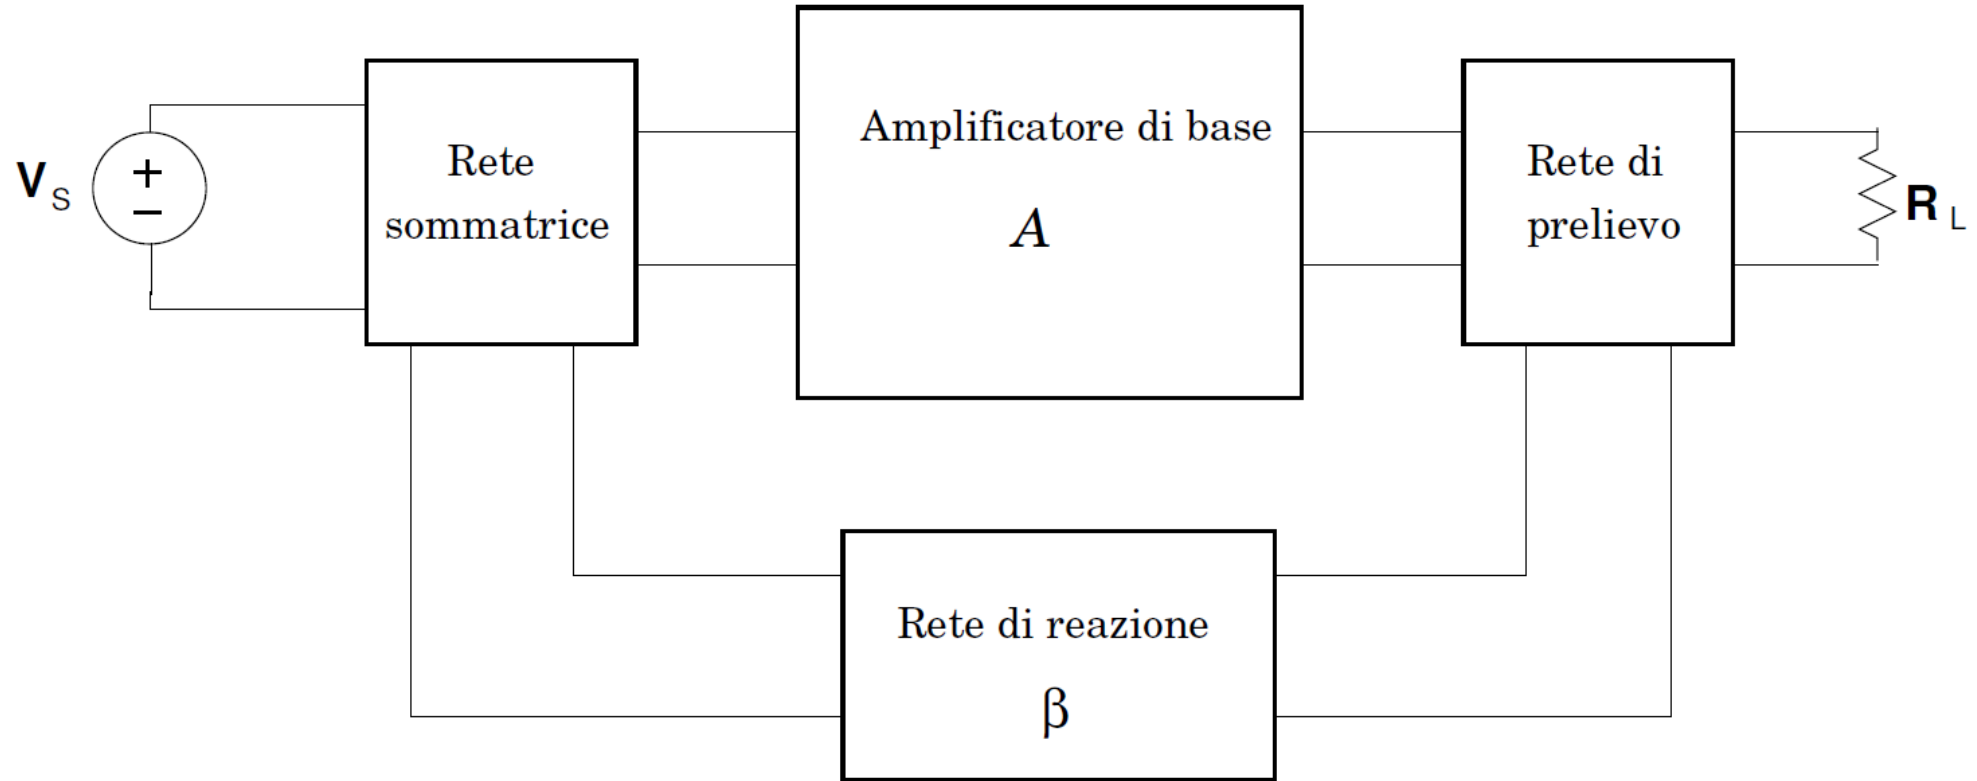 V S
+
−
Rete
sommatrice
Amplificatore di base
A
Rete di
prelievo
R L
Rete di reazione
β